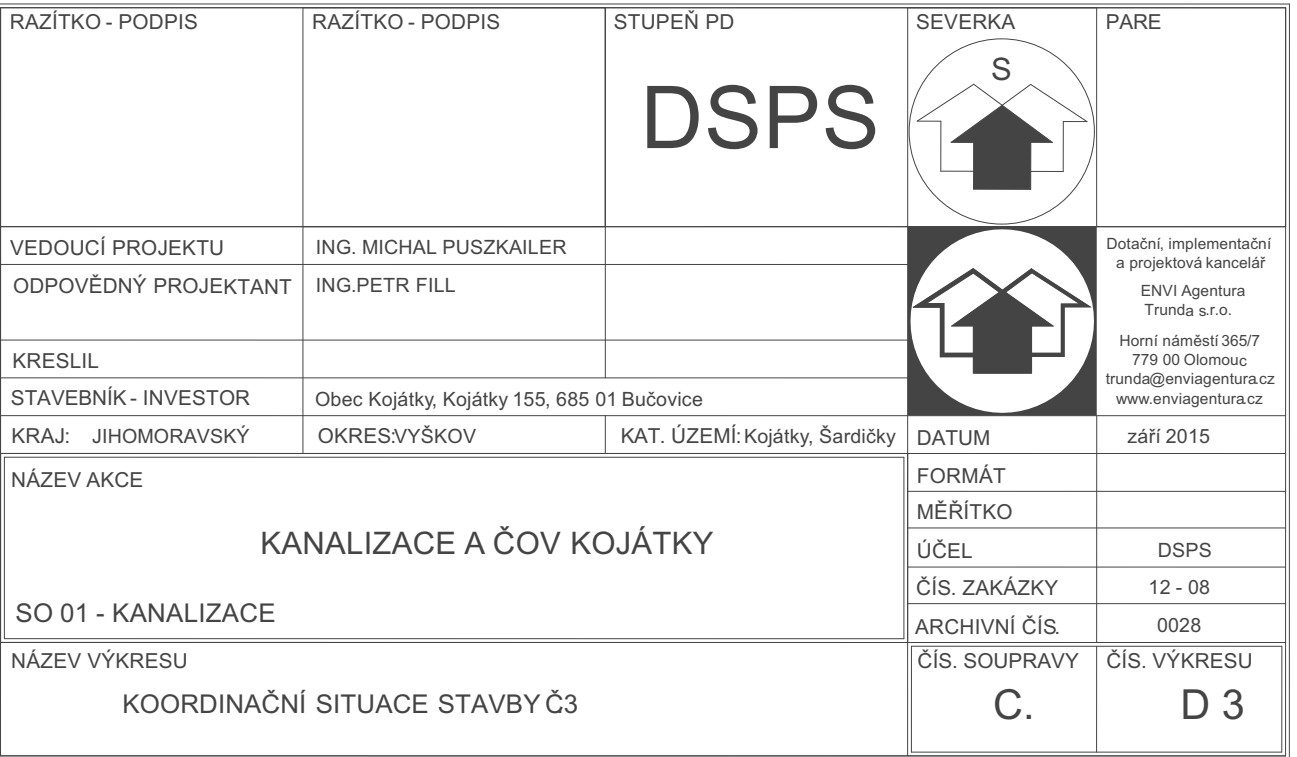 RAZÍTKO - PODPIS
RAZÍTKO - PODPIS
STUPEŇ PD
SEVERKA
PARE
DSPS
S
VEDOUCÍ PROJEKTU
ING. MICHAL PUSZKAILER
ODPOVĚDNÝ PROJEKTANT
ING.PETR FILL
Dotační, implementační
a projektová kancelář
ENVI Agentura
Trunda s.r.o.
Horní náměstí 365/7
779 00 Olomouc
trunda@enviagentura.cz
www.enviagentura.cz
KRESLIL
STAVEBNÍK - INVESTOR
Obec Kojátky, Kojátky 155, 685 01 Bučovice
KRAJ: JIHOMORAVSKÝ
OKRES:VYŠKOV
KAT. ÚZEMÍ: Kojátky, Šardičky
DATUM
září 2015
NÁZEV AKCE
KANALIZACE A ČOV KOJÁTKY
SO 01 - KANALIZACE
FORMÁT
MĚŘÍTKO
ÚČEL
DSPS
ČÍS. ZAKÁZKY
12 - 08
ARCHIVNÍ ČÍS.
0028
NÁZEV VÝKRESU
KOORDINAČNÍ SITUACE STAVBY Č3
ČÍS. SOUPRAVY
C.
ČÍS. VÝKRESU
D 3